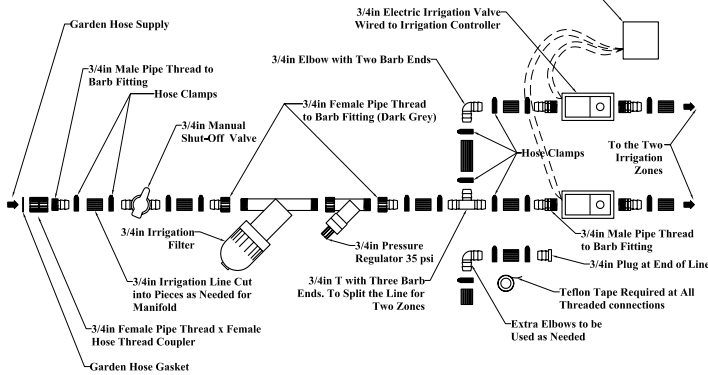 Garden Hose Supply
3/4in Electric Irrigation Valve
Wired to Irrigation Controller
3/4in Male Pipe Thread to
Barb Fitting
Hose Clamps
3/4in Elbow with Two Barb Ends
3/4in Female Pipe Thread
to Barb Fitting (Dark Grey)
3/4in Manual
Shut-Off Valve
Hose Clamps
To the Two
Irrigation
Zones
3/4in Irrigation
Filter
3/4in Pressure
Regulator 35 psi
3/4in Male Pipe Thread
to Barb Fitting
3/4in Plug at End of Line
3/4in Irrigation Line Cut
into Pieces as Needed for
Manifold
3/4in T with Three Barb
Ends. To Split the Line for
Two Zones
Teflon Tape Required at All
Threaded connections
3/4in Female Pipe Thread x Female
Hose Thread Coupler
Extra Elbows to be
Used as Needed
Garden Hose Gasket